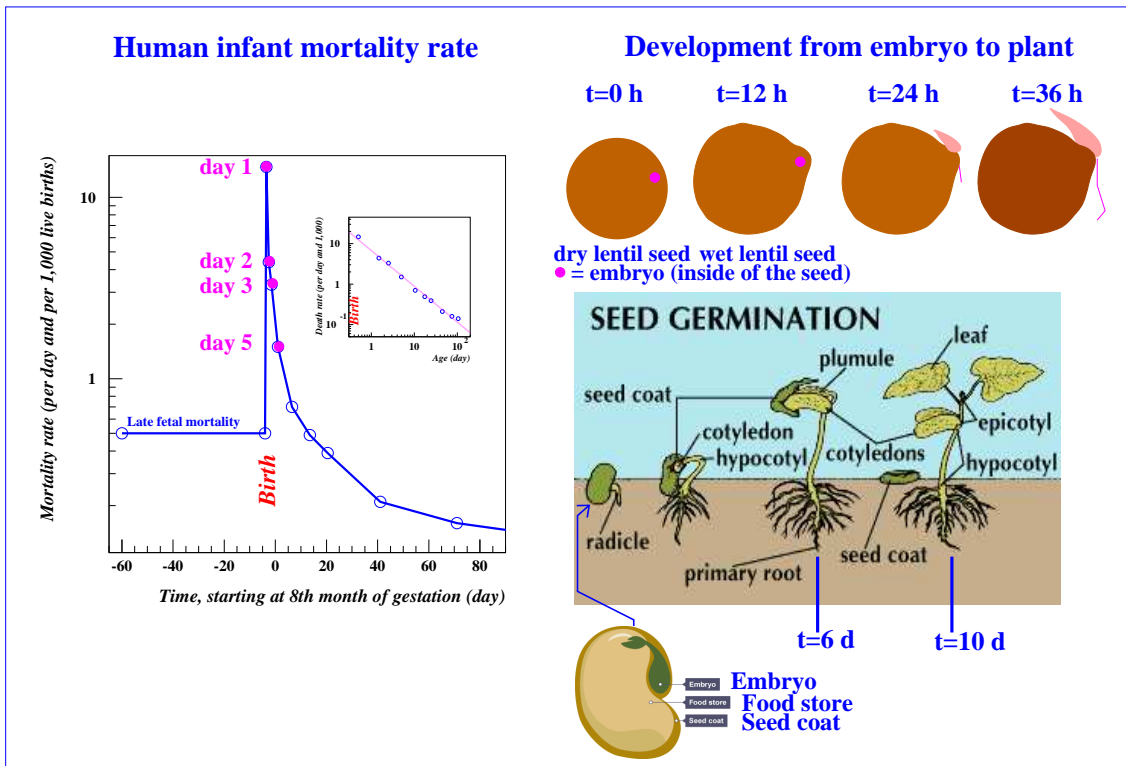 Human infant mortality rate
Mortality rate (per day and per 1,000 live births)
10
1
day 1
day 2
day 3
day 5
Late fetal mortality
Birth
-60 -40 -20 0 20 40 60 80
Time, starting at 8th month of gestation (day)
Death rate (per day and 1,000)
10
1
10 -1
Birth
1 10 10 2
Age (day)
Development from embryo to plant
t=0 h t=12 h t=24 h t=36 h
dry lentil seed wet lentil seed
= embryo (inside of the seed)
SEED GERMINATION
leaf
plumule
seed coat
epicotyl
cotyledon
cotyledons
hypocotyl
hypocotyl
radicle
seed coat
primary root
t=6 d t=10 d
Embryo Embryo
Food store Food store
Seed coat Seed coat